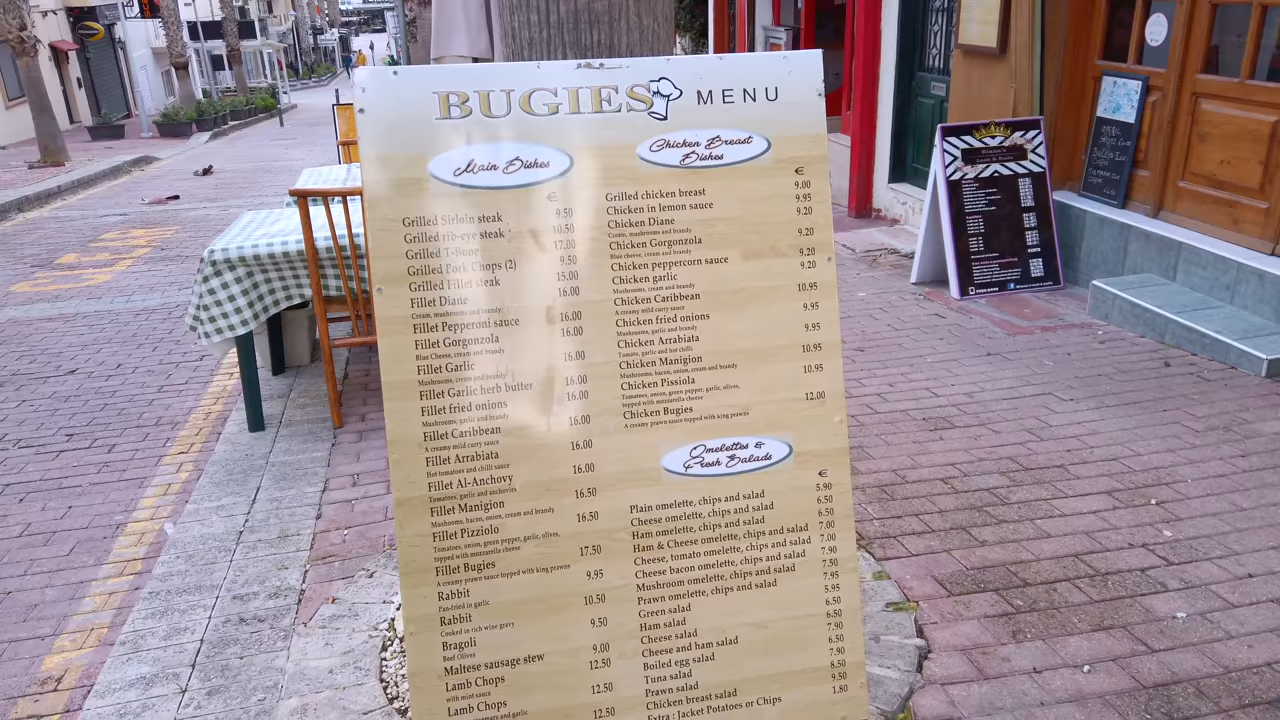 BUGIES MENU
Main Dishes
€
Grilled Sirloin steak 9.50
Grilled rib-eye steak 10.50
Grilled T-Bone 17.00
Grilled Pork Chops (2) 9.50
Grilled Fillet steak 15.00
Fillet Diane 16.00
Cream, mushrooms and brandy
Fillet Pepperoni sauce 16.00
Fillet Gorgonzola 16.00
Blue Cheese, cream and brandy
Fillet Garlic 16.00
Mushrooms, cream and brandy
Fillet Garlic herb butter 16.00
Fillet fried onions 16.00
Mushrooms, garlis and brandy
Fillet Caribbean 16.00
A creamy mild curry sauce
Fillet Arrabiata 16.00
Hot tomatoes and chilli sauce
Fillet Al-Anchovy 16.00
Tomatoes, garlic and anchovies
Fillet Manigion 16.50
Mushrooms, bacon, onion, cream and brandy
Fillet Pizziolo 16.50
Tomatoes, onion, green pepper, garlic, olives,
topped with mozzarella cheese
Fillet Bugies 17.50
A creamy prawn sauce topped with king prawns
Rabbit 9.95
Pan-fried in garlic
Rabbit 10.50
Cooked in rich wine gravy
Bragoli 9.50
Beef Olives
Maltese sausage stew 9.00
Lamb Chops 12.50
with mint sauce
Lamb Chops 12.50
and garlic
12.50
Chicken Breast
Dishes
€
Grilled chicken breast 9.00
Chicken in lemon sauce 9.95
Chicken Diane 9.20
Cream, mushrooms and brandy
Chicken Gorgonzola 9.20
Blue cheese, cream and brandy
Chicken peppercorn sauce 9.20
Chicken garlic 9.20
Mushrooms, cream and brandy
Chicken Caribbean 10.95
A creamy mild curry sauce
Chicken fried onions 9.95
Mushrooms, garlic and brandy
Chicken Arrabiata 9.95
Tomato, garlic and hot chilli
Chicken Manigion 10.95
Mushrooms, bacon, onion, cream and brandy
Chicken Pissiola 10.95
Tomatoes, onion, green pepper, garlic, olives,
topped with mozzarella cheese
Chicken Bugies 12.00
A creamy prawn sauce topped with king prawns
Omelettes &
Fresh Salads
€
Plain omelette, chips and salad
Cheese omelette, chips and salad
Ham omelette, chips and salad
Ham & Cheese omelette, chips and salad
Cheese, tomato omelette, chips and salad
Cheese bacon omelette, chips and salad
Mushroom omelette, chips and salad
Prawn omelette, chips and salad
Green salad
Ham salad
Cheese salad
Cheese and ham salad
Boiled egg salad
Tuna salad
Prawn salad
Chicken breast salad
Extra : Jacket Potatoes or Chips
5.90
6.50
6.50
7.00
7.00
7.90
7.50
7.95
5.95
6.50
7.90
6.50
7.90
8.50
9.50
1.80
Lash & Nails